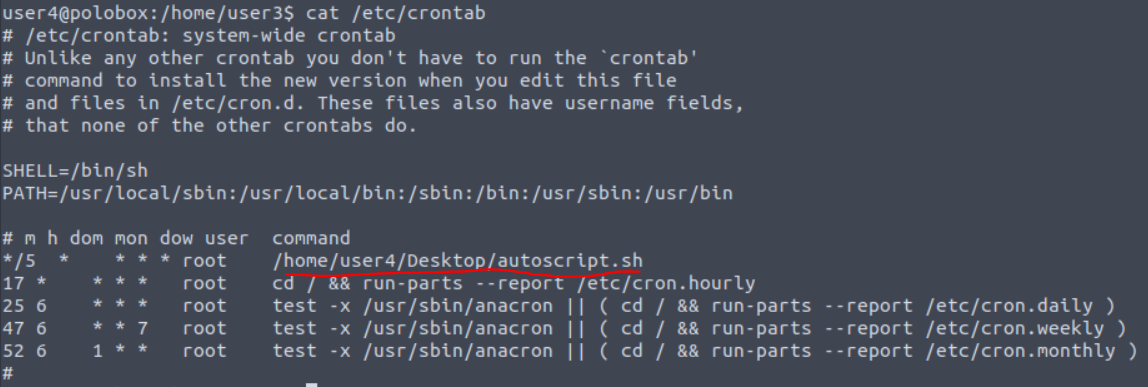 user4@polobox:/home/user3$ cat /etc/crontab
# /etc/crontab: system-wide crontab
# Unlike any other crontab you don't have to run the `crontab'
# command to install the new version when you edit this file
# and files in /etc/cron.d. These files also have username fields,
# that none of the other crontabs do.

SHELL=/bin/sh
PATH=/usr/local/sbin:/usr/local/bin:/sbin:/bin:/usr/sbin:/usr/bin

# m h dom mon dow user  command
*/5  *    * * * root    /home/user4/Desktop/autoscript.sh
17 *    * * *   root    cd / && run-parts --report /etc/cron.hourly
25 6    * * *   root    test -x /usr/sbin/anacron || ( cd / && run-parts --report /etc/cron.daily )
47 6    * * 7   root    test -x /usr/sbin/anacron || ( cd / && run-parts --report /etc/cron.weekly )
52 6    1 * *   root    test -x /usr/sbin/anacron || ( cd / && run-parts --report /etc/cron.monthly )
#